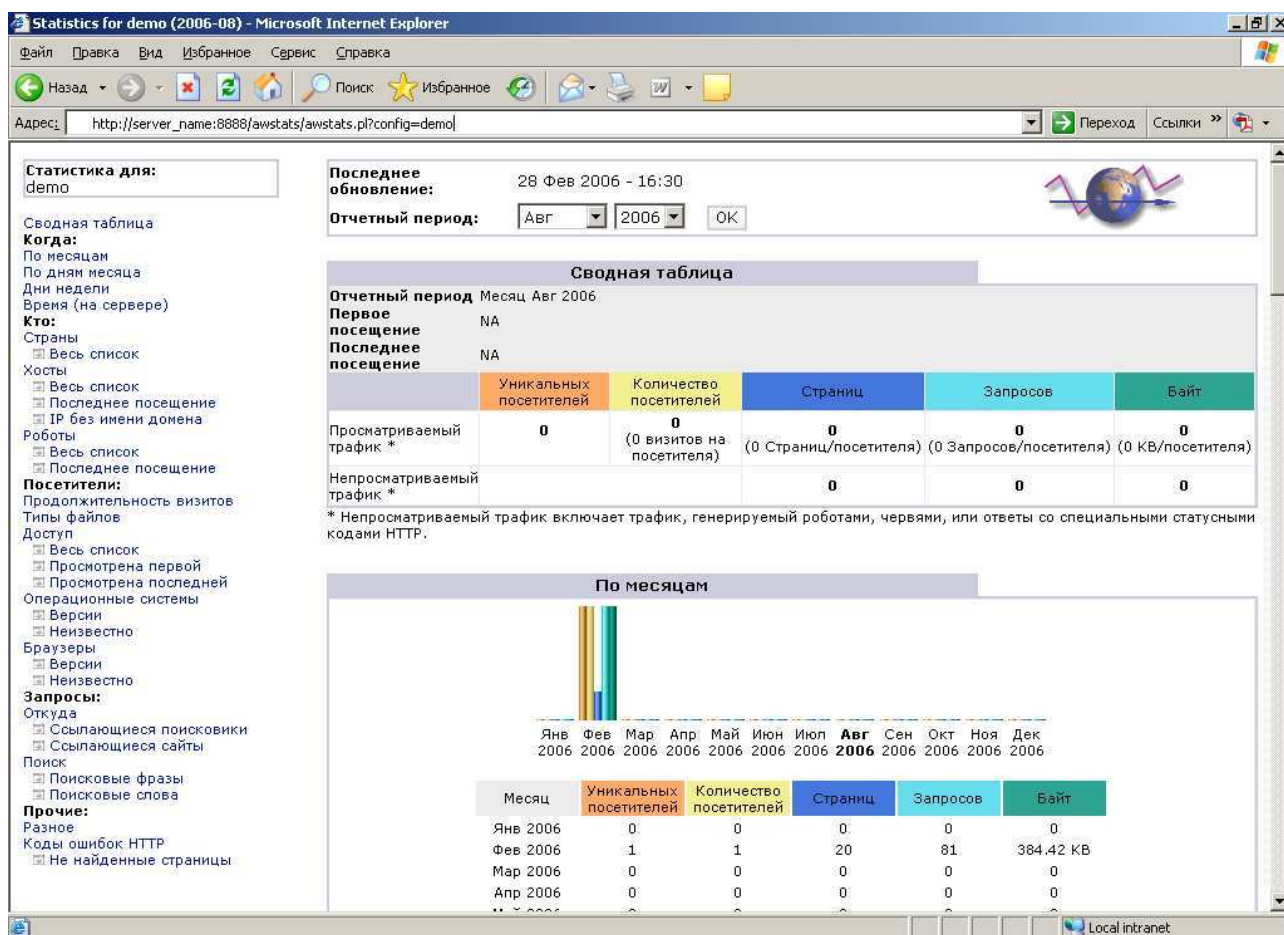 Statistics for demo (2006-08) - Microsoft Internet Explorer
Файл Правка Вид Избранное Сервис Справка
Назад Поиск Избранное
Адрес: http://server_name:8888/awstats/awstats.pl?config=demo Переход Ссылки »
Статистика для:
demo
Сводная таблица
Когда:
По месяцам
По дням месяца
Дни недели
Время (на сервере)
Кто:
Страны
Весь список
Хосты
Весь список
Последнее посещение
IP без имени домена
Роботы
Весь список
Последнее посещение
Посетители:
Продолжительность визитов
Типы файлов
Доступ
Весь список
Просмотрена первой
Просмотрена последней
Операционные системы
Версии
Неизвестно
Браузеры
Версии
Неизвестно
Запросы:
Откуда
Ссылающиеся поисковики
Ссылающиеся сайты
Поиск
Поисковые фразы
Поисковые слова
Прочие:
Разное
Коды ошибок HTTP
Не найденные страницы
Последнее
обновление: 28 Фев 2006 - 16:30
Отчетный период: Авг 2006 OK
Сводная таблица
Отчетный период Месяц Авг 2006
Первое
посещение NA
Последнее
посещение NA
Уникальных
посетителей
Количество
посетителей
Страниц Запросов Байт
Просматриваемый
трафик *
0
0
(0 визитов на
посетителя)
0
(0 Страниц/посетителя)
0
(0 Запросов/посетителя)
0
(0 KB/посетителя)
Непросматриваемый
трафик *
0 0 0
* Непросматриваемый трафик включает трафик, генерируемый роботами, червями, или ответы со специальными статусными
кодами HTTP.
По месяцам
Янв Фев Мар Апр Май Июн Июл Авг Сен Окт Ноя Дек
2006 2006 2006 2006 2006 2006 2006 2006 2006 2006 2006 2006
Месяц
Уникальных
посетителей
Количество
посетителей
Страниц Запросов Байт
Янв 2006 0 0 0 0 0
Фев 2006 1 1 20 81 384.42 KB
Мар 2006 0 0 0 0 0
Апр 2006 0 0 0 0 0
Local intranet